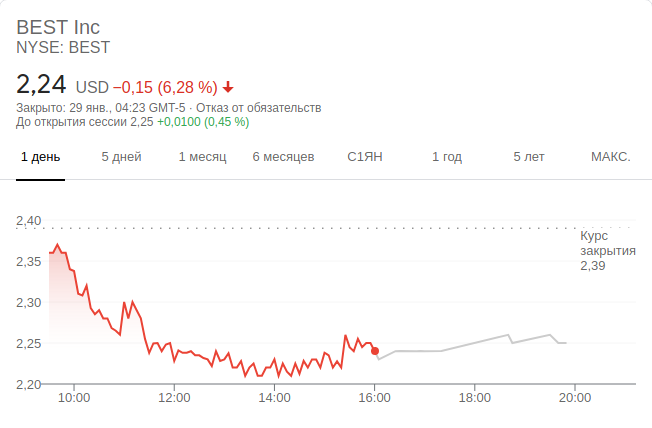 BEST Inc
NYSE: BEST
2,24 USD −0,15 (6,28 %)
Закрыто: 29 янв., 04:23 GMT-5 · Отказ от обязательств
До открытия сессии 2,25 +0,0100 (0,45 %)
1 день 5 дней 1 месяц 6 месяцев С1ЯН 1 год 5 лет МАКС.
2,40
Курс
закрытия
2,39
2,35
2,30
2,25
2,20
10:00 12:00 14:00 16:00 18:00 20:00